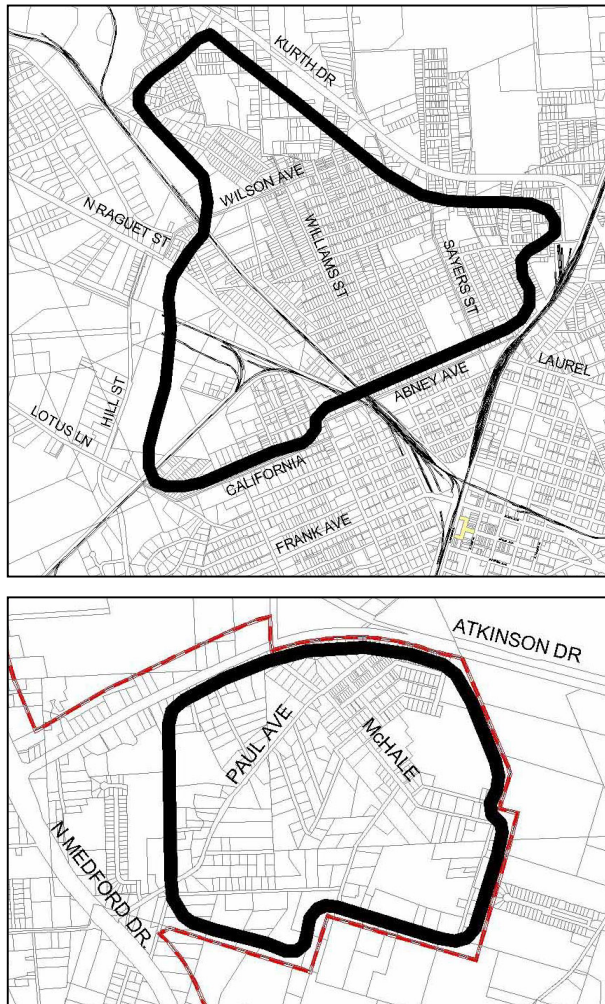 KURTH DR
WILSON AVE
N RAGUET ST
WILLIAMS ST
SAYERS ST
LAUREL
ABNEY AVE
HILL ST
LOTUS LN
CALIFORNIA
FRANK AVE
ATKINSON DR
PAUL AVE
McHALE
N MEDFORD DR.